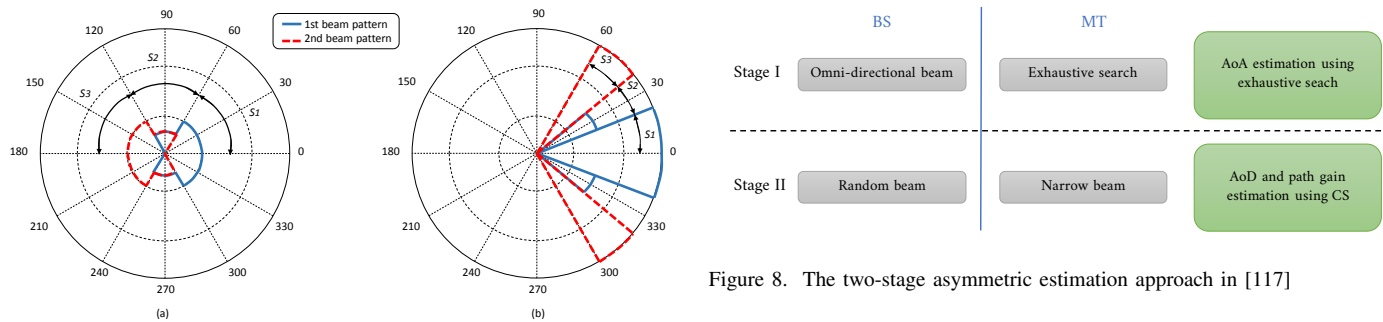 1st beam pattern
2nd beam pattern
90
60
30
0
300
270
240
210
180
150
120
S3
S2
S1
(a)
90
60
30
0
330
300
270
240
210
180
150
120
S3
S2
S1
(b)
BS
MT
Stage I
Omni-directional beam
Exhaustive search
AoA estimation using
exhaustive seach
Stage II
Random beam
Narrow beam
AoD and path gain
estimation using CS
Figure 8. The two-stage asymmetric estimation approach in [117]
330